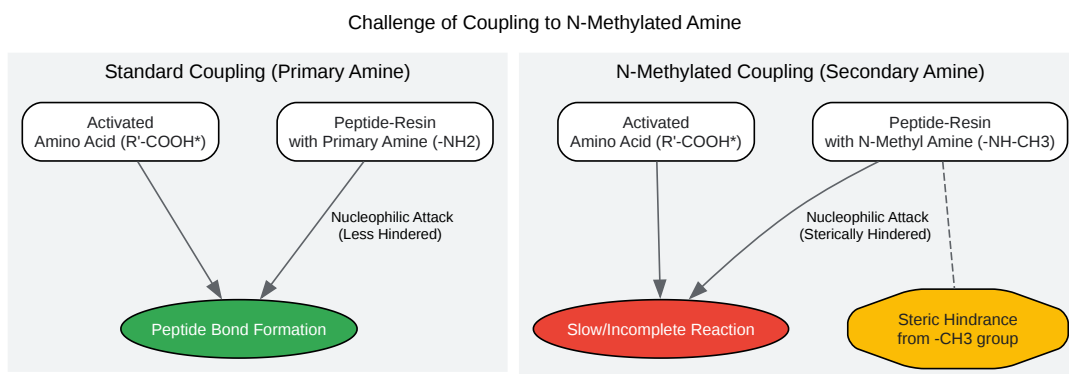 Challenge of Coupling to N-Methylated Amine
Standard Coupling (Primary Amine)
Activated
Amino Acid (R'-COOH*)
Peptide-Resin
with Primary Amine (-NH2)
Nucleophilic Attack
(Less Hindered)
Peptide Bond Formation
N-Methylated Coupling (Secondary Amine)
Activated
Amino Acid (R'-COOH*)
Peptide-Resin
with N-Methyl Amine (-NH-CH3)
Nucleophilic Attack
(Sterically Hindered)
Slow/Incomplete Reaction
Steric Hindrance
from -CH3 group